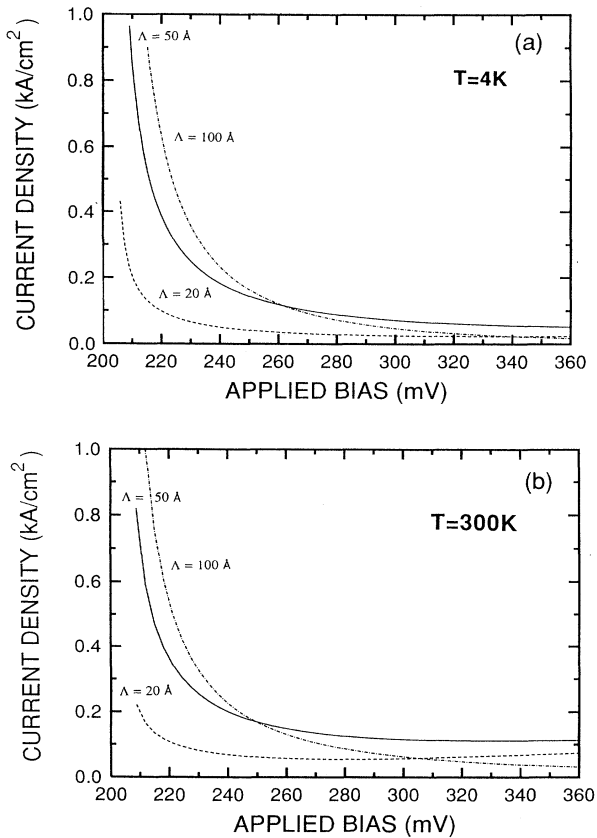 (a)
T=4K
Λ = 50 Å
Λ = 100 Å
Λ = 20 Å
CURRENT DENSITY (kA/cm²)
1.0
0.8
0.6
0.4
0.2
0.0
200 220 240 260 280 300 320 340 360
APPLIED BIAS (mV)
(b)
T=300K
Λ = 50 Å
Λ = 100 Å
Λ = 20 Å
CURRENT DENSITY (kA/cm²)
1.0
0.8
0.6
0.4
0.2
0.0
200 220 240 260 280 300 320 340 360
APPLIED BIAS (mV)